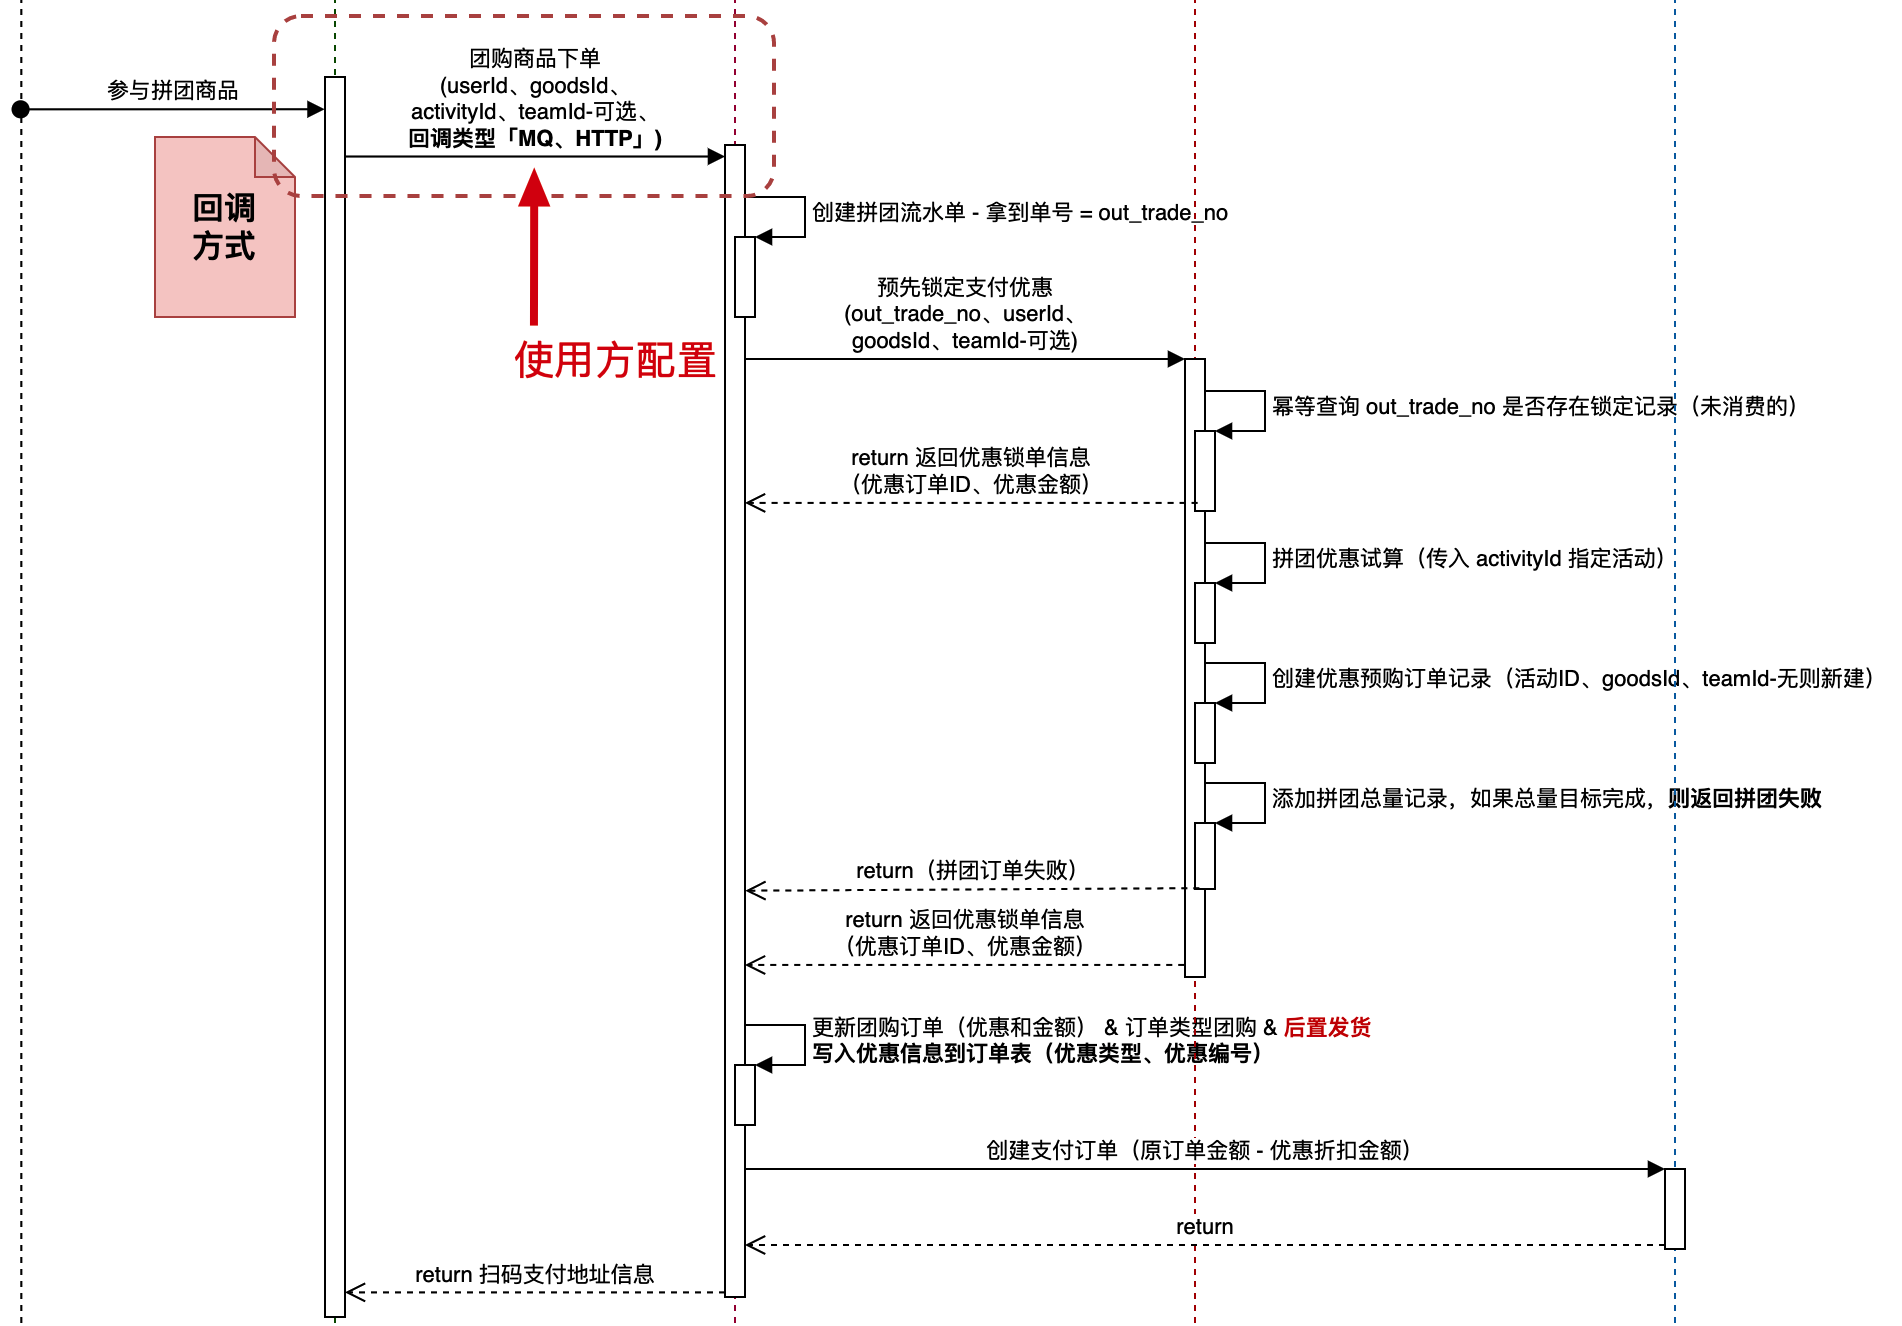 参与拼团商品
团购商品下单
(userId、goodsId、
activityId、teamId-可选、
回调类型「MQ、HTTP」)
回调
方式
使用方配置
创建拼团流水单 - 拿到单号 = out_trade_no
预先锁定支付优惠
(out_trade_no、userId、
goodsId、teamId-可选)
幂等查询 out_trade_no 是否存在锁定记录（未消费的）
return 返回优惠锁单信息
（优惠订单ID、优惠金额）
拼团优惠试算（传入 activityId 指定活动）
创建优惠预购订单记录（活动ID、goodsId、teamId-无则新建）
添加拼团总量记录，如果总量目标完成，则返回拼团失败
return（拼团订单失败）
return 返回优惠锁单信息
（优惠订单ID、优惠金额）
更新团购订单（优惠和金额） & 订单类型团购 & 后置发货
写入优惠信息到订单表（优惠类型、优惠编号）
创建支付订单（原订单金额 - 优惠折扣金额）
return
return 扫码支付地址信息